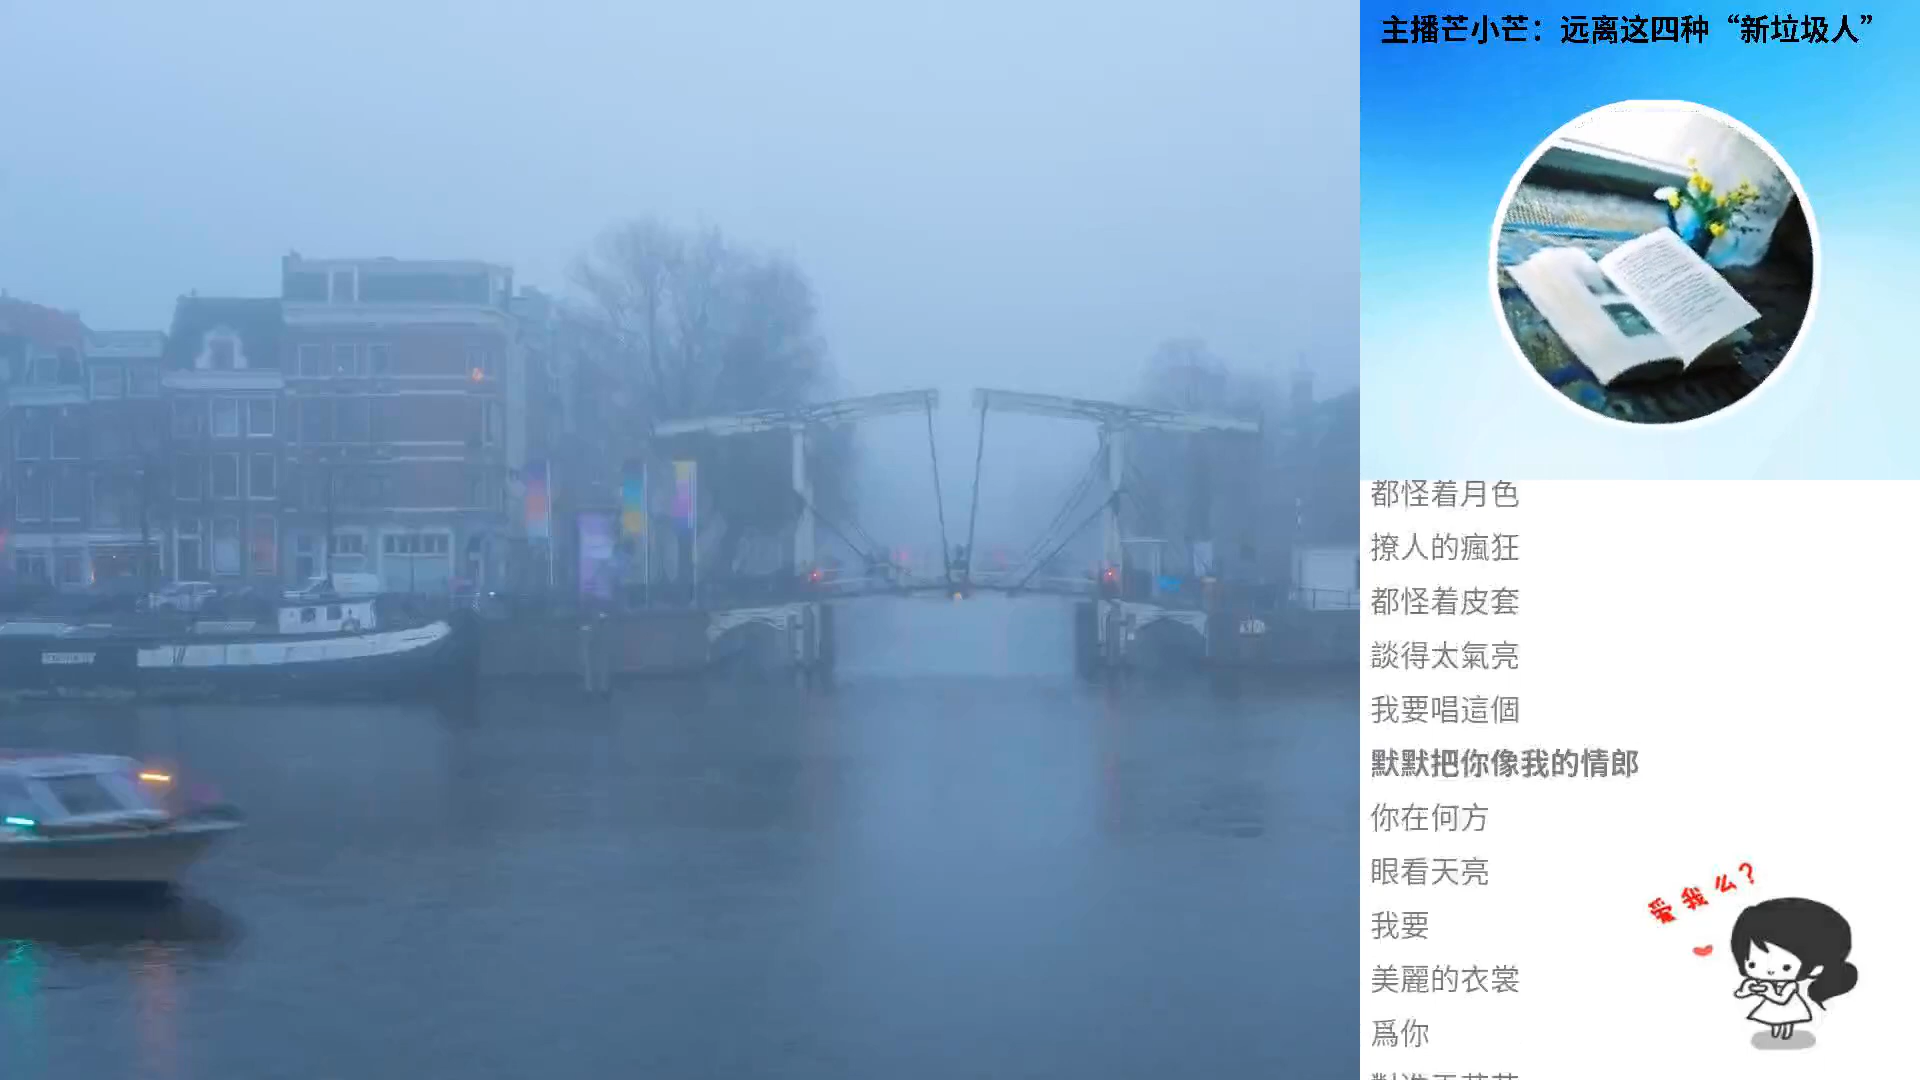 主播芒小芒：远离这四种“新垃圾人”
都怪着月色
撩人的瘋狂
都怪着皮套
談得太氣亮
我要唱這個
默默把你像我的情郎
你在何方
眼看天亮
我要
美麗的衣裳
爲你
爱我么？